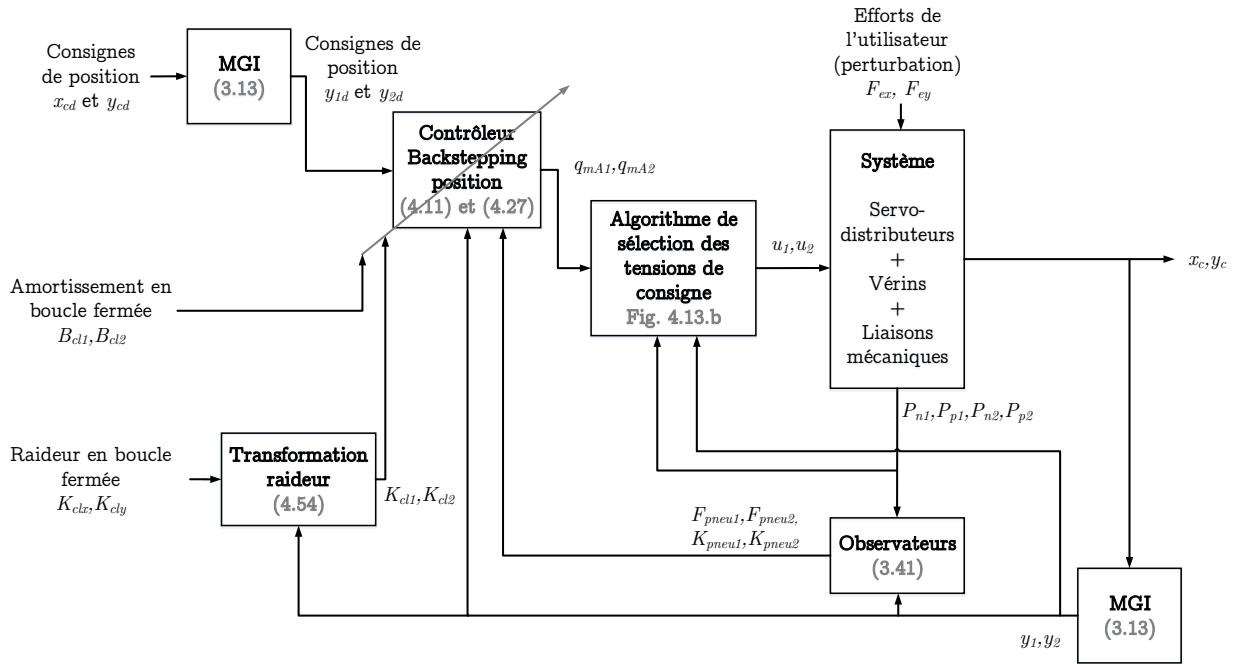 Consignes
de position
x_cd et y_cd
MGI
(3.13)
Consignes de
position
y_1d et y_2d
Contrôleur
Backstepping
position
(4.11) et (4.27)
q_mA1,q_mA2
Algorithme de
sélection des
tensions de
consigne
Fig. 4.13.b
u_1,u_2
Efforts de
l'utilisateur
(perturbation)
F_ex, F_ey
Système
Servo-
distributeurs
+
Vérins
+
Liaisons
mécaniques
x_c,y_c
Amortissement en
boucle fermée
B_cl1,B_cl2
P_n1,P_p1,P_n2,P_p2
Raideur en boucle
fermée
K_clx,K_cly
Transformation
raideur
(4.54)
K_cl1,K_cl2
F_pneu1,F_pneu2,
K_pneu1,K_pneu2
Observateurs
(3.41)
MGI
(3.13)
y_1,y_2